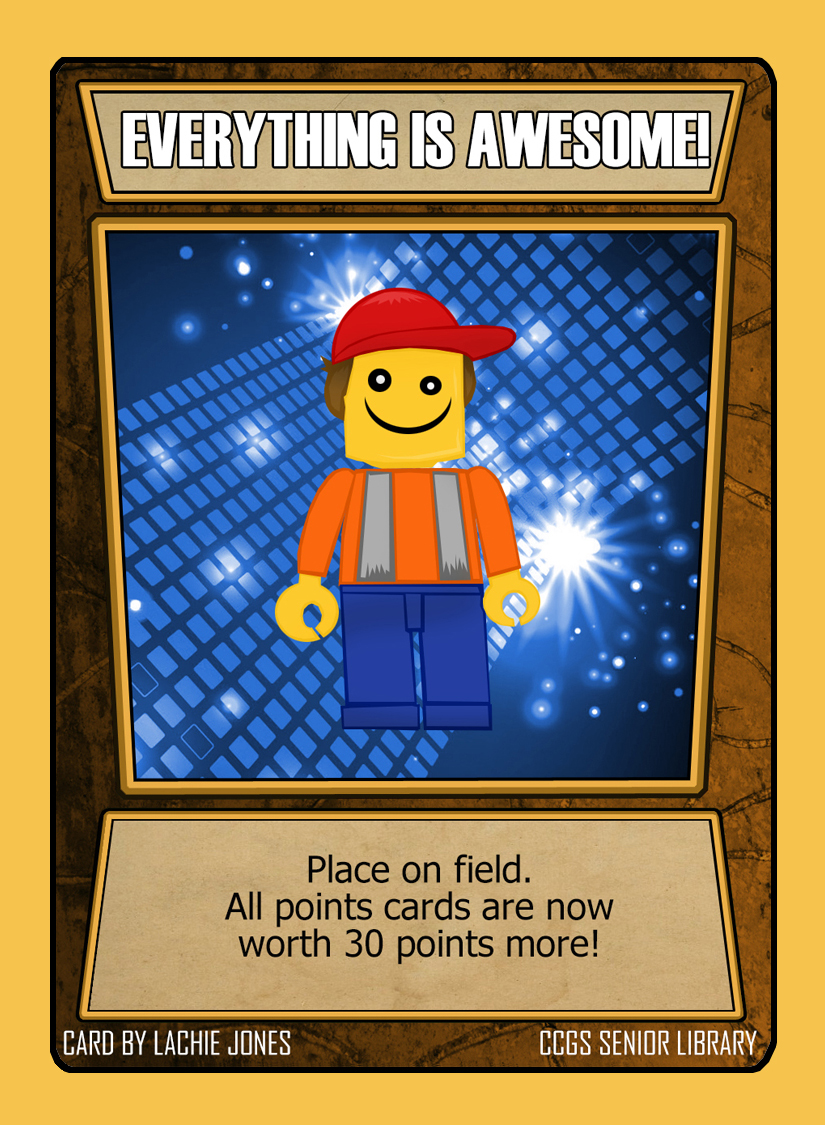 EVERYTHING IS AWESOME!
Place on field.
All points cards are now
worth 30 points more!
CARD BY LACHIE JONES
CCGS SENIOR LIBRARY